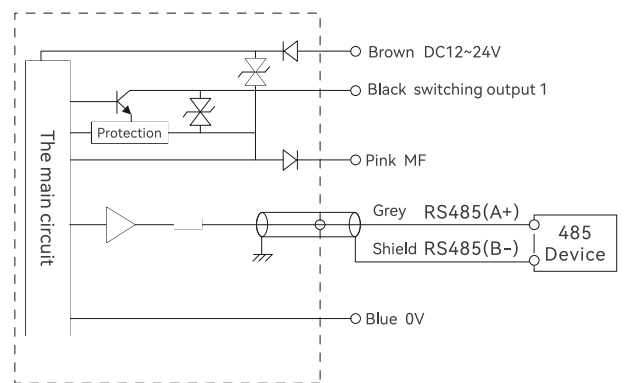 Brown DC12~24V
Black switching output 1
Protection
The main circuit
Pink MF
Grey RS485(A+)
485
Device
Shield RS485(B-)
Blue 0V